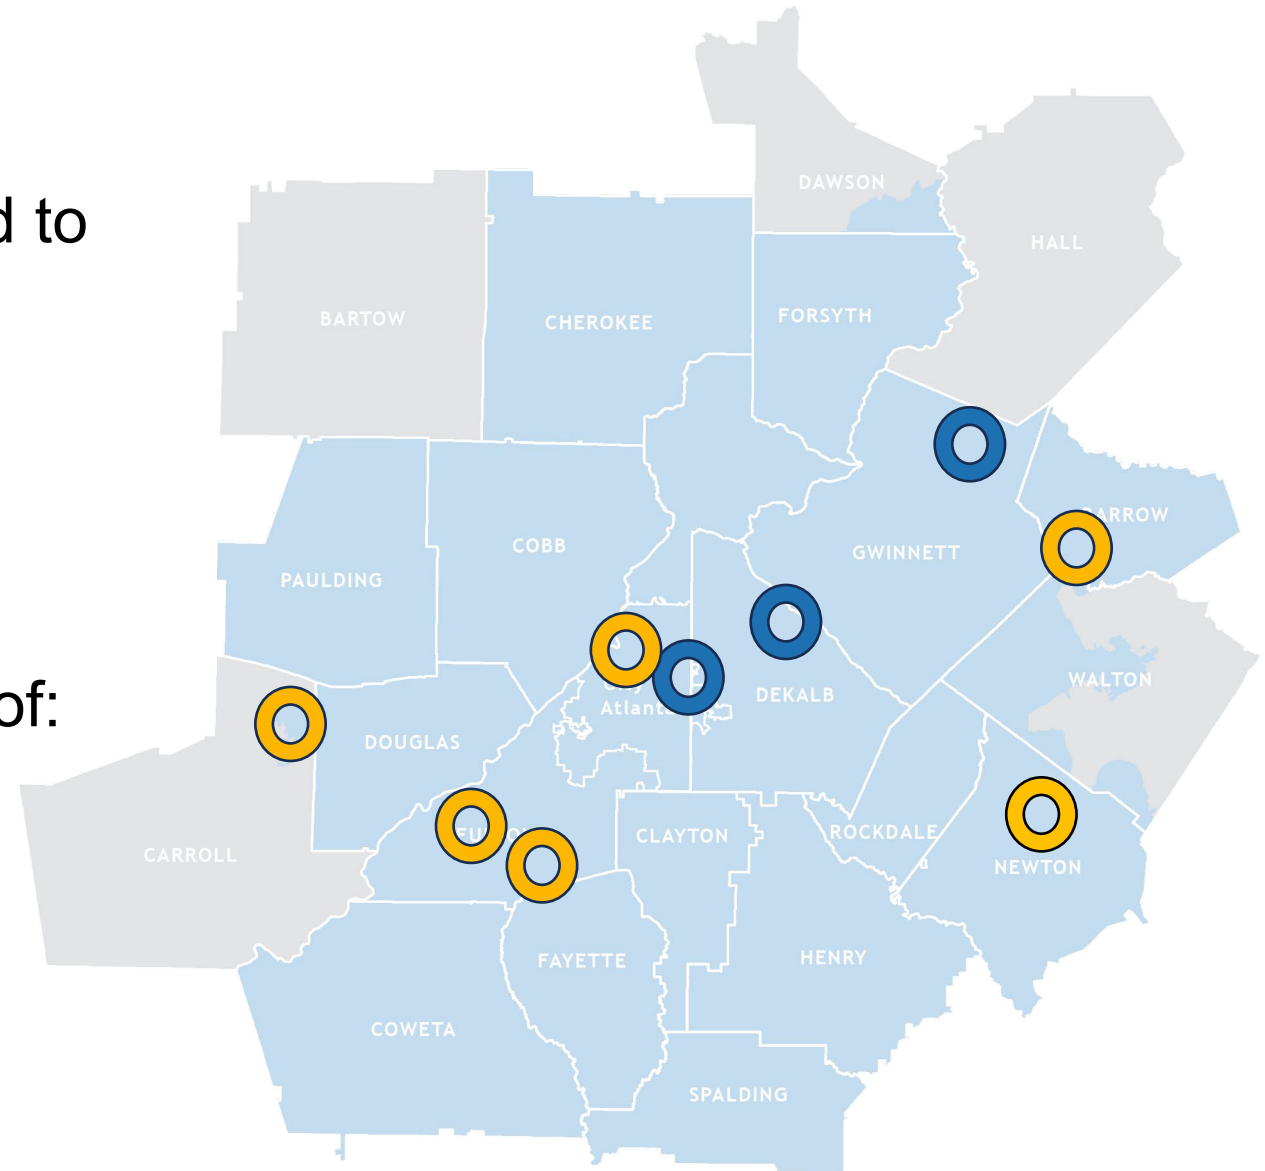 DAWSON
d to
HALL
BARTOW
CHEROKEE
FORSYTH
ARROW
COBB
GWINNETT
PAULDING
WALTON
DEKALB
of:
Atlant
DOUGLAS
ROCKDALE
CLAYTON
CARROLL
NEWTON
HENRY
FAYETTE
COWETA
SPALDING